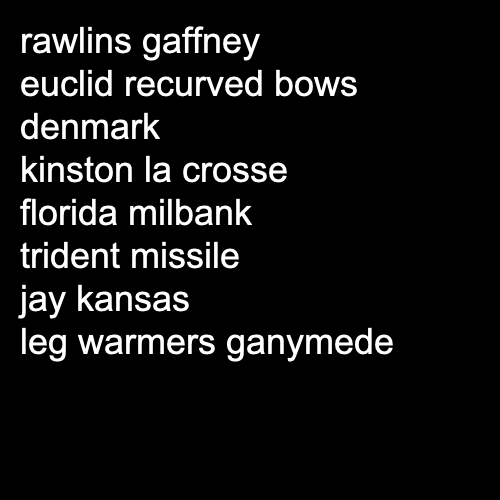 rawlins gaffney
euclid recurved bows
denmark
kinston la crosse
florida milbank
trident missile
jay kansas
leg warmers ganymede